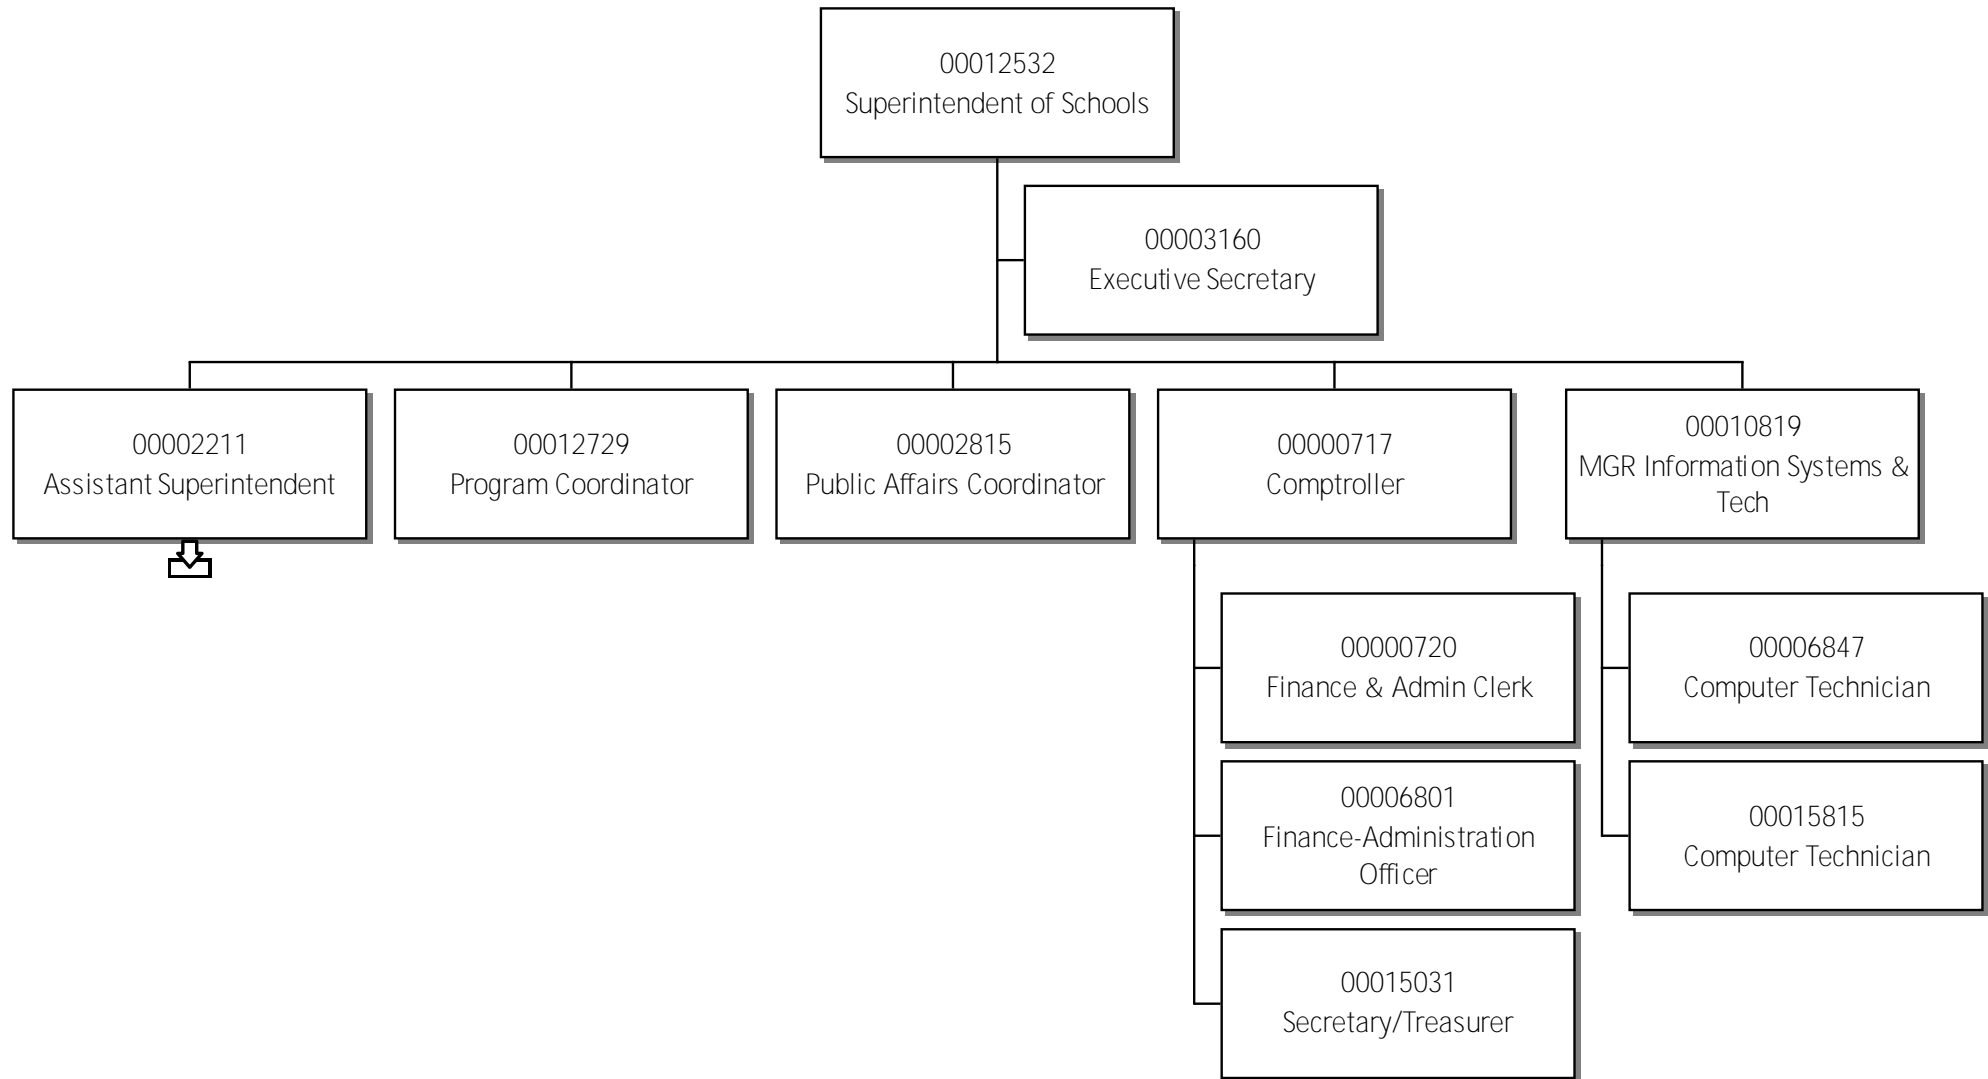 00012532
Superintendent of Schools
00003160
Executive Secretary
00002211
Assistant Superintendent
00012729
Program Coordinator
00002815
Public Affairs Coordinator
00000717
Comptroller
00010819
MGR Information Systems &
Tech
00000720
Finance & Admin Clerk
00006801
Finance-Administration
Officer
00015031
Secretary/Treasurer
00006847
Computer Technician
00015815
Computer Technician